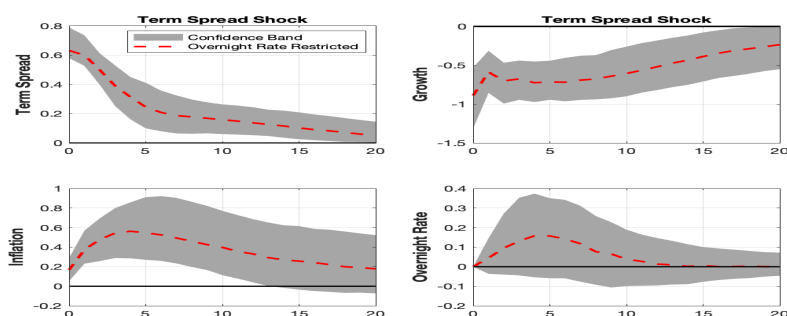 Term Spread Shock
Term Spread
0.8
0.6
0.4
0.2
0
Confidence Band
Overnight Rate Restricted
0 5 10 15 20
Term Spread Shock
Growth
0
-0.5
-1
-1.5
0 5 10 15 20
Inflation
1
0.8
0.6
0.4
0.2
0
-0.2
0 5 10 15 20
Overnight Rate
0.4
0.3
0.2
0.1
0
-0.1
-0.2
0 5 10 15 20